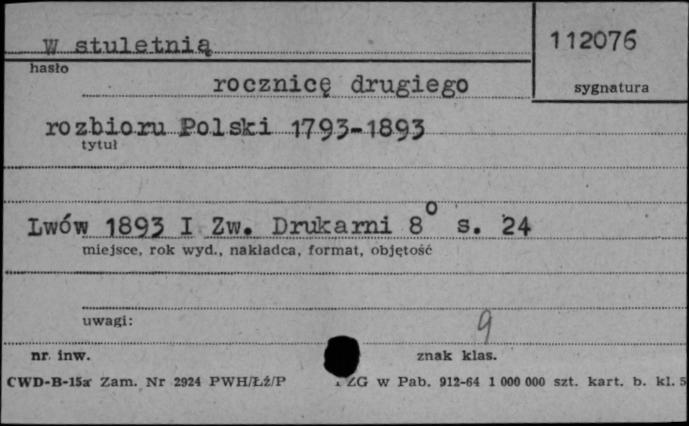 W stuletnią
112076
hasło
sygnatura
rocznicę drugiego
rozbioru Polski 1793-1893
tytuł
Lwów 1893 I Zw. Drukarni 8° s. 24
miejsce, rok wyd., nakładca, format, objętość
uwagi:
9
nr. inw.
znak klas.
CWD-B-15a Zam. Nr 2924 PWH/Łź/P
ZG w Pab. 912-64 1 000 000 szt. kart. b. kl. 5